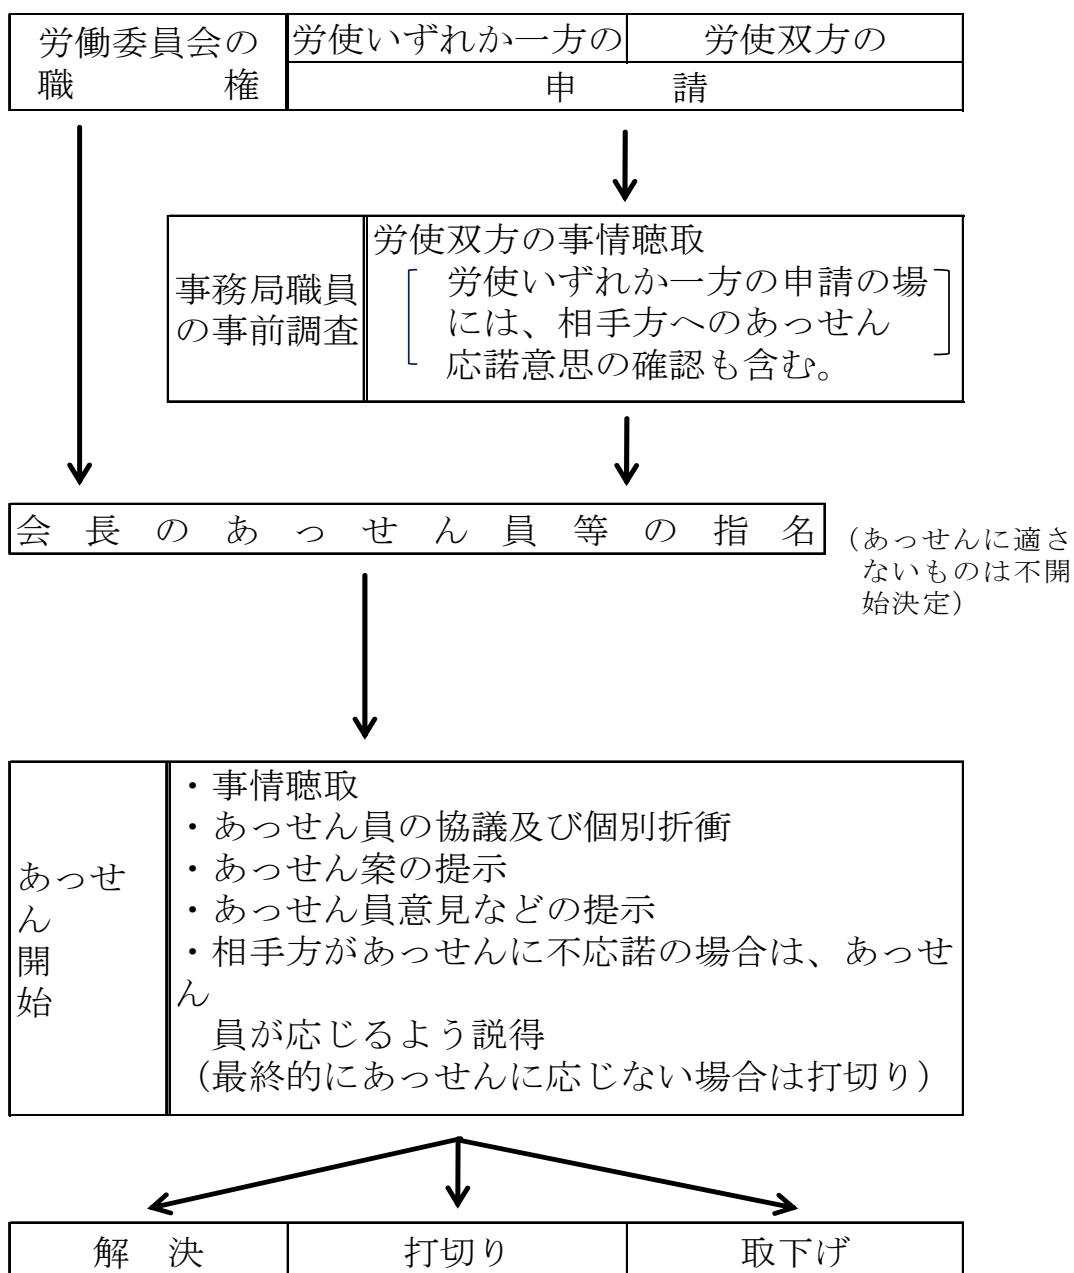 労働委員会の
職権
労使いずれか一方の
労使双方の
申請
事務局職員
の事前調査
労使双方の事情聴取
労使いずれか一方の申請の場
には、相手方へのあっせん
応諾意思の確認も含む。
会長のあっせん員等の指名
(あっせんに適さ
ないものは不開
始決定)
あっせ
ん
開
始
・事情聴取
・あっせん員の協議及び個別折衝
・あっせん案の提示
・あっせん員意見などの提示
・相手方があっせんに不応諾の場合は、あっせ
ん
員が応じるよう説得
(最終的にあっせんに応じない場合は打切り)
解決
打切り
取下げ